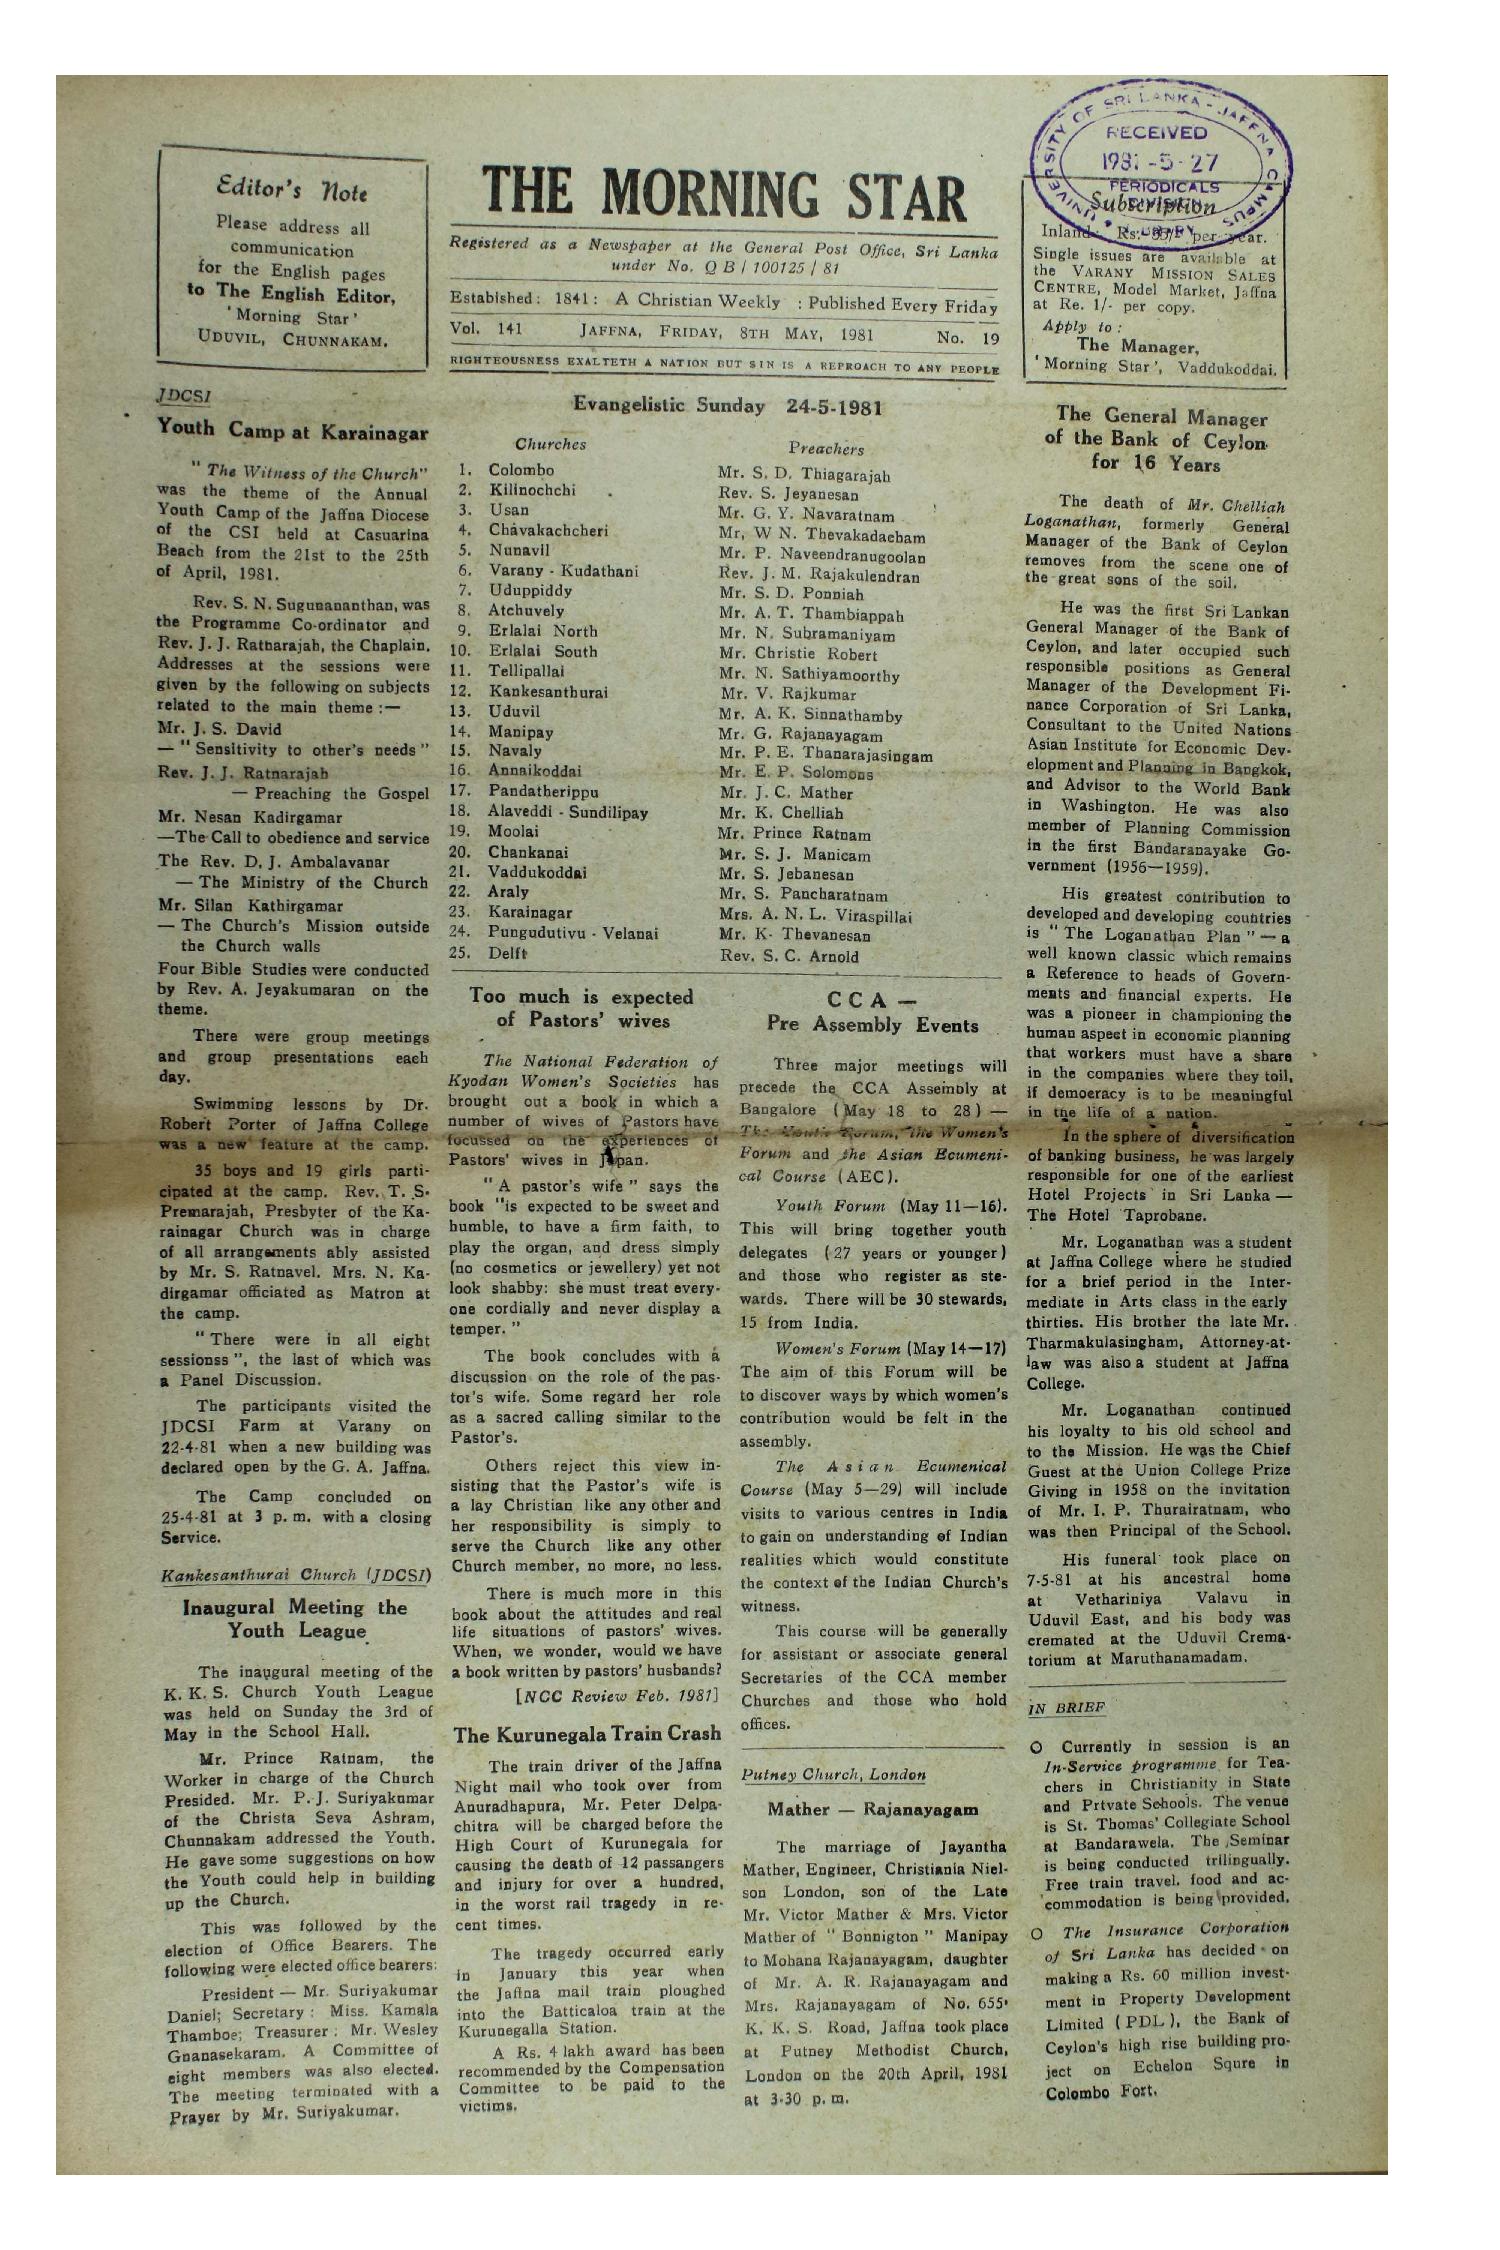 Editor's Note
Please address all
communication
for the English pages
to The English Editor,
'Morning Star'
UDUVIL, CHUNNAKAM.
THE MORNING STAR
Registered as a Newspaper at the General Post Office, Sri Lanka
under No. Q B / 100125 / 81
Established: 1841: A Christian Weekly : Published Every Friday
Vol. 141 JAFFNA, FRIDAY, 8TH MAY, 1981 No. 19
RIGHTEOUSNESS EXALTETH A NATION BUT SIN IS A REPROACH TO ANY PEOPLE
UNIVERSITY OF SRI LANKA - JAFFNA CAMPUS
RECEIVED
1981 -5- 27
PERIODICALS
LIBRARY
Subscription
Inland: Rs. per year.
Single issues are available at
the VARANY MISSION SALES
CENTRE, Model Market, Jaffna
at Re. 1/- per copy.
Apply to:
The Manager,
'Morning Star', Vaddukoddai.
JDCSI
Youth Camp at Karainagar
"The Witness of the Church"
was the theme of the Annual
Youth Camp of the Jaffna Diocese
of the CSI held at Casuarina
Beach from the 21st to the 25th
of April, 1981.
Rev. S. N. Sugunananthan, was
the Programme Co-ordinator and
Rev. J. J. Ratnarajah, the Chaplain.
Addresses at the sessions were
given by the following on subjects
related to the main theme :—
Mr. J. S. David
— "Sensitivity to other's needs"
Rev. J. J. Ratnarajah
— Preaching the Gospel
Mr. Nesan Kadirgamar
—The Call to obedience and service
The Rev. D. J. Ambalavanar
— The Ministry of the Church
Mr. Silan Kathirgamar
— The Church's Mission outside
the Church walls
Four Bible Studies were conducted
by Rev. A. Jeyakumaran on the
theme.
There were group meetings
and group presentations each
day.
Swimming lessons by Dr.
Robert Porter of Jaffna College
was a new feature at the camp.
35 boys and 19 girls parti-
cipated at the camp. Rev. T. S.
Premarajah, Presbyter of the Ka-
rainagar Church was in charge
of all arrangements ably assisted
by Mr. S. Ratnavel. Mrs. N. Ka-
dirgamar officiated as Matron at
the camp.
"There were in all eight
sessionss", the last of which was
a Panel Discussion.
The participants visited the
JDCSI Farm at Varany on
22-4-81 when a new building was
declared open by the G. A. Jaffna.
The Camp concluded on
25-4-81 at 3 p.m. with a closing
Service.
Kankesanthurai Church (JDCSI)
Inaugural Meeting the
Youth League
The inaugural meeting of the
K. K. S. Church Youth League
was held on Sunday the 3rd of
May in the School Hall.
Mr. Prince Ratnam, the
Worker in charge of the Church
Presided. Mr. P. J. Suriyakumar
of the Christa Seva Ashram,
Chunnakam addressed the Youth.
He gave some suggestions on how
the Youth could help in building
up the Church.
This was followed by the
election of Office Bearers. The
following were elected office bearers:
President — Mr. Suriyakumar
Daniel; Secretary : Miss. Kamala
Thamboe; Treasurer : Mr. Wesley
Gnanasekaram. A Committee of
eight members was also elected.
The meeting terminated with a
Prayer by Mr. Suriyakumar.
Evangelistic Sunday 24-5-1981
Churches Preachers
1. Colombo Mr. S. D. Thiagarajah
2. Kilinochchi Rev. S. Jeyanesan
3. Usan Mr. G. Y. Navaratnam
4. Chavakachcheri Mr, W N. Thevakadacham
5. Nunavil Mr. P. Naveendranugoolan
6. Varany - Kudathani Rev. J. M. Rajakulendran
7. Uduppiddy Mr. S. D. Ponniah
8. Atchuvely Mr. A. T. Thambiappah
9. Erlalai North Mr. N. Subramaniyam
10. Erlalai South Mr. Christie Robert
11. Tellipallai Mr. N. Sathiyamoorthy
12. Kankesanthurai Mr. V. Rajkumar
13. Uduvil Mr. A. K. Sinnathamby
14. Manipay Mr. G. Rajanayagam
15. Navaly Mr. P. E. Thanarajasingam
16. Annaikoddai Mr. E. P. Solomons
17. Pandatherippu Mr. J. C. Mather
18. Alaveddi - Sundilipay Mr. K. Chelliah
19. Moolai Mr. Prince Ratnam
20. Chankanai Mr. S. J. Manicam
21. Vaddukoddai Mr. S. Jebanesan
22. Araly Mr. S. Pancharatnam
23. Karainagar Mrs. A. N. L. Viraspillai
24. Pungudutivu - Velanai Mr. K. Thevanesan
25. Delft Rev. S. C. Arnold
Too much is expected
of Pastors' wives
The National Federation of
Kyodan Women's Societies has
brought out a book in which a
number of wives of Pastors have
focussed on the experiences of
Pastors' wives in Japan.
"A pastor's wife" says the
book "is expected to be sweet and
humble, to have a firm faith, to
play the organ, and dress simply
(no cosmetics or jewellery) yet not
look shabby: she must treat every-
one cordially and never display a
temper."
The book concludes with a
discussion on the role of the pas-
tor's wife. Some regard her role
as a sacred calling similar to the
Pastor's.
Others reject this view in-
sisting that the Pastor's wife is
a lay Christian like any other and
her responsibility is simply to
serve the Church like any other
Church member, no more, no less.
There is much more in this
book about the attitudes and real
life situations of pastors' wives.
When, we wonder, would we have
a book written by pastors' husbands?
[NCC Review Feb. 1981]
The Kurunegala Train Crash
The train driver of the Jaffna
Night mail who took over from
Anuradhapura, Mr. Peter Delpa-
chitra will be charged before the
High Court of Kurunegala for
causing the death of 12 passangers
and injury for over a hundred,
in the worst rail tragedy in re-
cent times.
The tragedy occurred early
in January this year when
the Jaffna mail train ploughed
into the Batticaloa train at the
Kurunegalla Station.
A Rs. 4 lakh award has been
recommended by the Compensation
Committee to be paid to the
victims.
CCA —
Pre Assembly Events
Three major meetings will
precede the CCA Assembly at
Bangalore (May 18 to 28) —
The Youth Forum, the Women's
Forum and the Asian Ecumeni-
cal Course (AEC).
Youth Forum (May 11—16).
This will bring together youth
delegates (27 years or younger)
and those who register as ste-
wards. There will be 30 stewards,
15 from India.
Women's Forum (May 14—17)
The aim of this Forum will be
to discover ways by which women's
contribution would be felt in the
assembly.
The Asian Ecumenical
Course (May 5—29) will include
visits to various centres in India
to gain on understanding of Indian
realities which would constitute
the context of the Indian Church's
witness.
This course will be generally
for assistant or associate general
Secretaries of the CCA member
Churches and those who hold
offices.
Putney Church, London
Mather — Rajanayagam
The marriage of Jayantha
Mather, Engineer, Christiania Niel-
son London, son of the Late
Mr. Victor Mather & Mrs. Victor
Mather of "Bonnigton" Manipay
to Mohana Rajanayagam, daughter
of Mr. A. R. Rajanayagam and
Mrs. Rajanayagam of No. 655,
K. K. S. Road, Jaffna took place
at Putney Methodist Church,
London on the 20th April, 1981
at 3-30 p.m.
The General Manager
of the Bank of Ceylon
for 16 Years
The death of Mr. Chelliah
Loganathan, formerly General
Manager of the Bank of Ceylon
removes from the scene one of
the great sons of the soil.
He was the first Sri Lankan
General Manager of the Bank of
Ceylon, and later occupied such
responsible positions as General
Manager of the Development Fi-
nance Corporation of Sri Lanka,
Consultant to the United Nations
Asian Institute for Economic Dev-
elopment and Planning in Bangkok,
and Advisor to the World Bank
in Washington. He was also
member of Planning Commission
in the first Bandaranayake Go-
vernment (1956—1959).
His greatest contribution to
developed and developing countries
is "The Loganathan Plan" — a
well known classic which remains
a Reference to heads of Govern-
ments and financial experts. He
was a pioneer in championing the
human aspect in economic planning
that workers must have a share
in the companies where they toil,
if democracy is to be meaningful
in the life of a nation.
In the sphere of diversification
of banking business, he was largely
responsible for one of the earliest
Hotel Projects in Sri Lanka —
The Hotel Taprobane.
Mr. Loganathan was a student
at Jaffna College where he studied
for a brief period in the Inter-
mediate in Arts class in the early
thirties. His brother the late Mr.
Tharmakulasingham, Attorney-at-
law was also a student at Jaffna
College.
Mr. Loganathan continued
his loyalty to his old school and
to the Mission. He was the Chief
Guest at the Union College Prize
Giving in 1958 on the invitation
of Mr. I. P. Thurairatnam, who
was then Principal of the School.
His funeral took place on
7-5-81 at his ancestral home
at Vethariniya Valavu in
Uduvil East, and his body was
cremated at the Uduvil Crema-
torium at Maruthanamadam.
IN BRIEF
O Currently in session is an
In-Service programme for Tea-
chers in Christianity in State
and Prtvate Schools. The venue
is St. Thomas' Collegiate School
at Bandarawela. The Seminar
is being conducted trilingually.
Free train travel. food and ac-
commodation is being provided.
O The Insurance Corporation
of Sri Lanka has decided on
making a Rs. 60 million invest-
ment in Property Development
Limited (PDL), the Bank of
Ceylon's high rise building pro-
ject on Echelon Squre in
Colombo Fort.